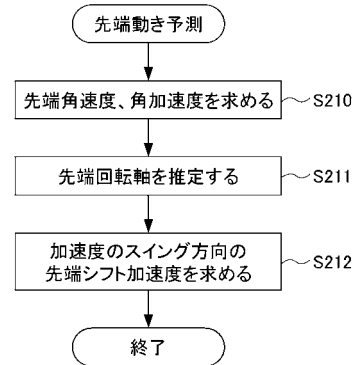 先端動き予測
先端角速度、角加速度を求める
S210
先端回転軸を推定する
S211
加速度のスイング方向の
先端シフト加速度を求める
S212
終了